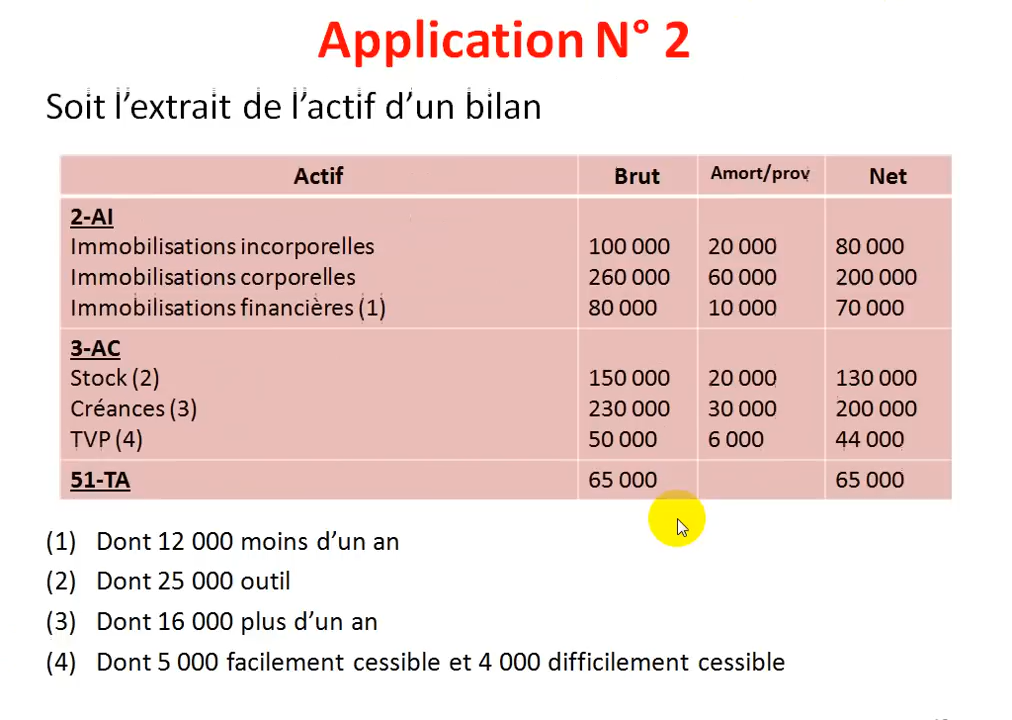 Application N° 2
Soit l’extrait de l’actif d’un bilan
Actif Brut Amort/prov Net
2-AI
Immobilisations incorporelles 100 000 20 000 80 000
Immobilisations corporelles 260 000 60 000 200 000
Immobilisations financières (1) 80 000 10 000 70 000
3-AC
Stock (2) 150 000 20 000 130 000
Créances (3) 230 000 30 000 200 000
TVP (4) 50 000 6 000 44 000
51-TA 65 000 65 000
(1) Dont 12 000 moins d’un an
(2) Dont 25 000 outil
(3) Dont 16 000 plus d’un an
(4) Dont 5 000 facilement cessible et 4 000 difficilement cessible